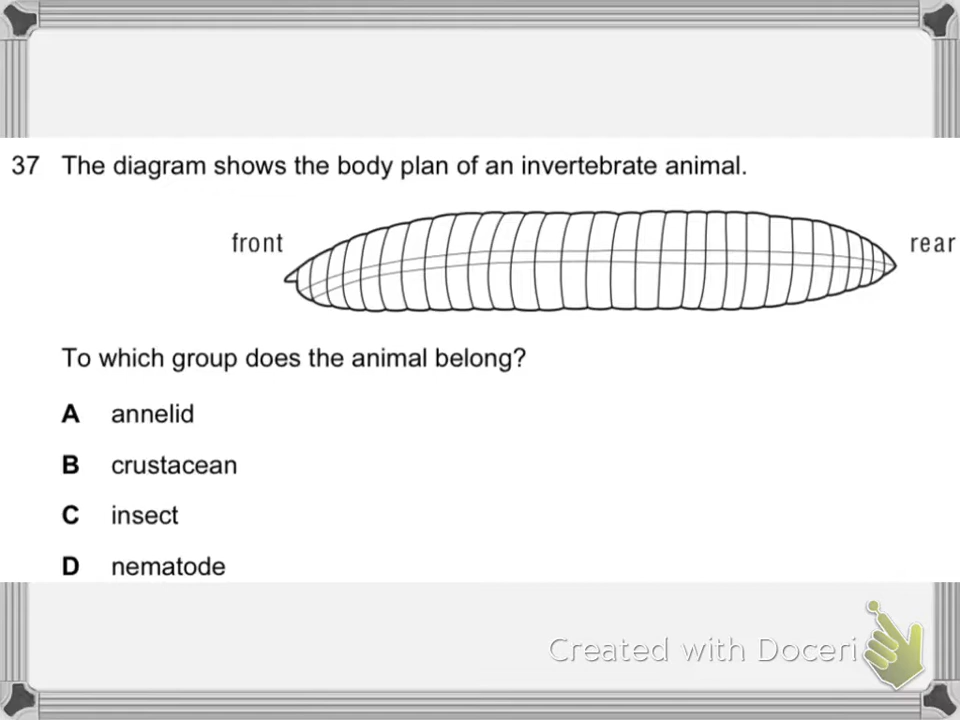 37 The diagram shows the body plan of an invertebrate animal.
front
rear
To which group does the animal belong?
A annelid
B crustacean
C insect
D nematode
Created with Doceri